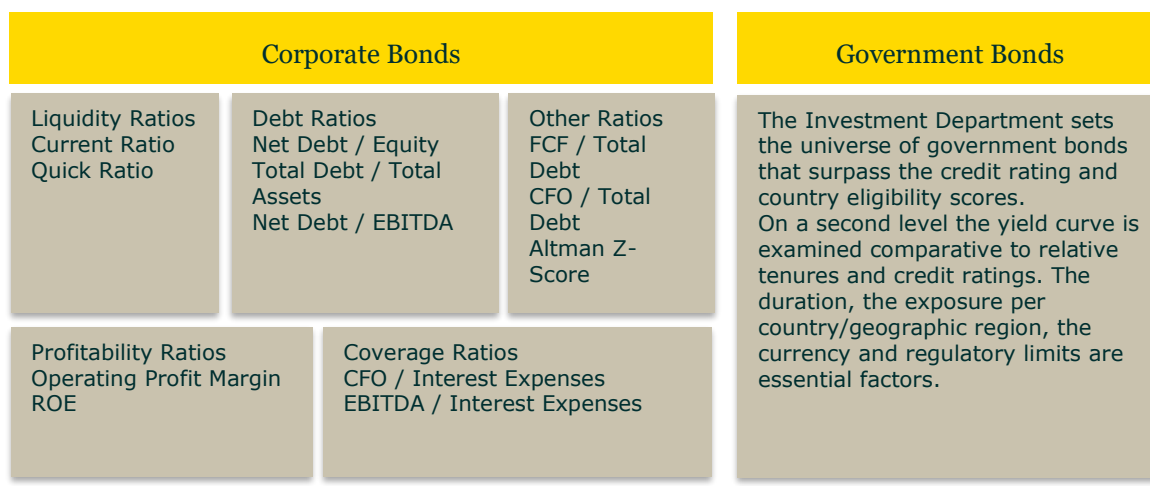 Corporate Bonds
Government Bonds
Liquidity Ratios
Current Ratio
Quick Ratio
Debt Ratios
Net Debt / Equity
Total Debt / Total
Assets
Net Debt / EBITDA
Other Ratios
FCF / Total
Debt
CFO / Total
Debt
Altman Z-
Score
Profitability Ratios
Operating Profit Margin
ROE
Coverage Ratios
CFO / Interest Expenses
EBITDA / Interest Expenses
The Investment Department sets
the universe of government bonds
that surpass the credit rating and
country eligibility scores.
On a second level the yield curve is
examined comparative to relative
tenures and credit ratings. The
duration, the exposure per
country/geographic region, the
currency and regulatory limits are
essential factors.